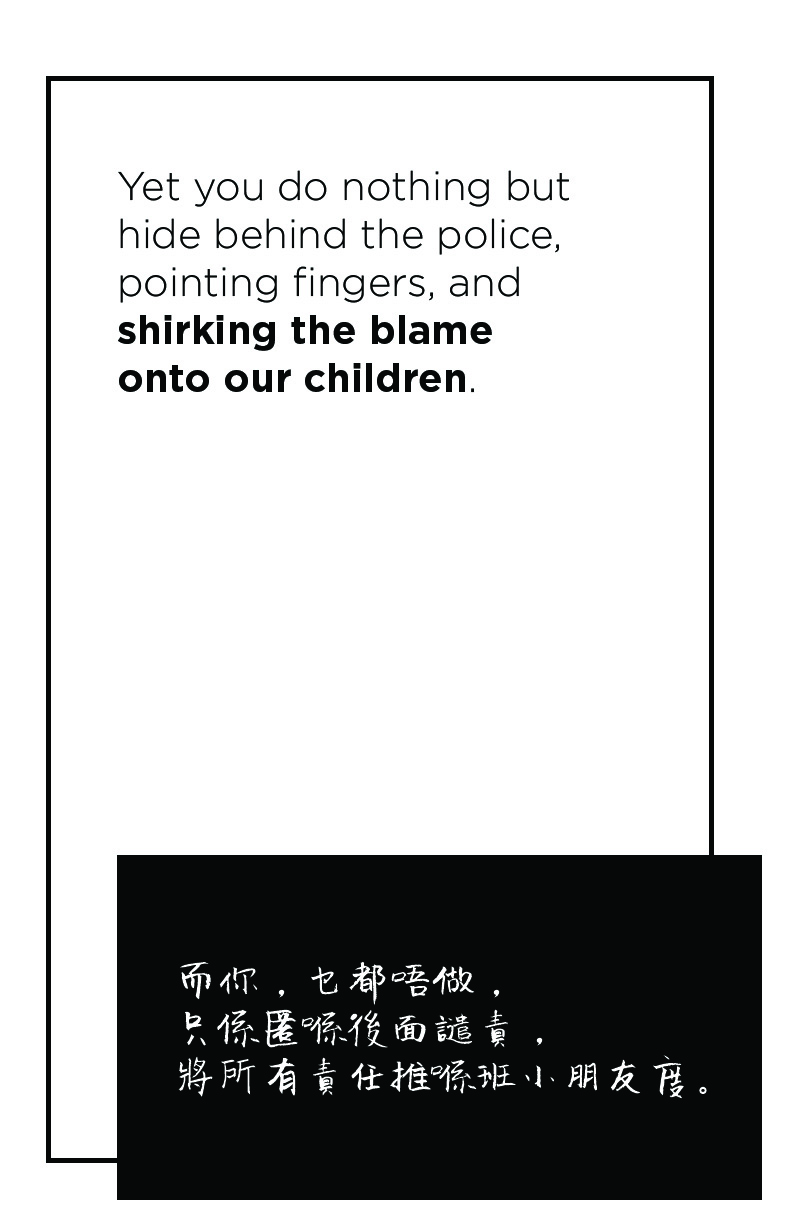 Yet you do nothing but
hide behind the police,
pointing fingers, and
shirking the blame
onto our children.
而你，乜都唔做，
只係匿喺後面譴責，
將所有責任推喺班小朋友度。